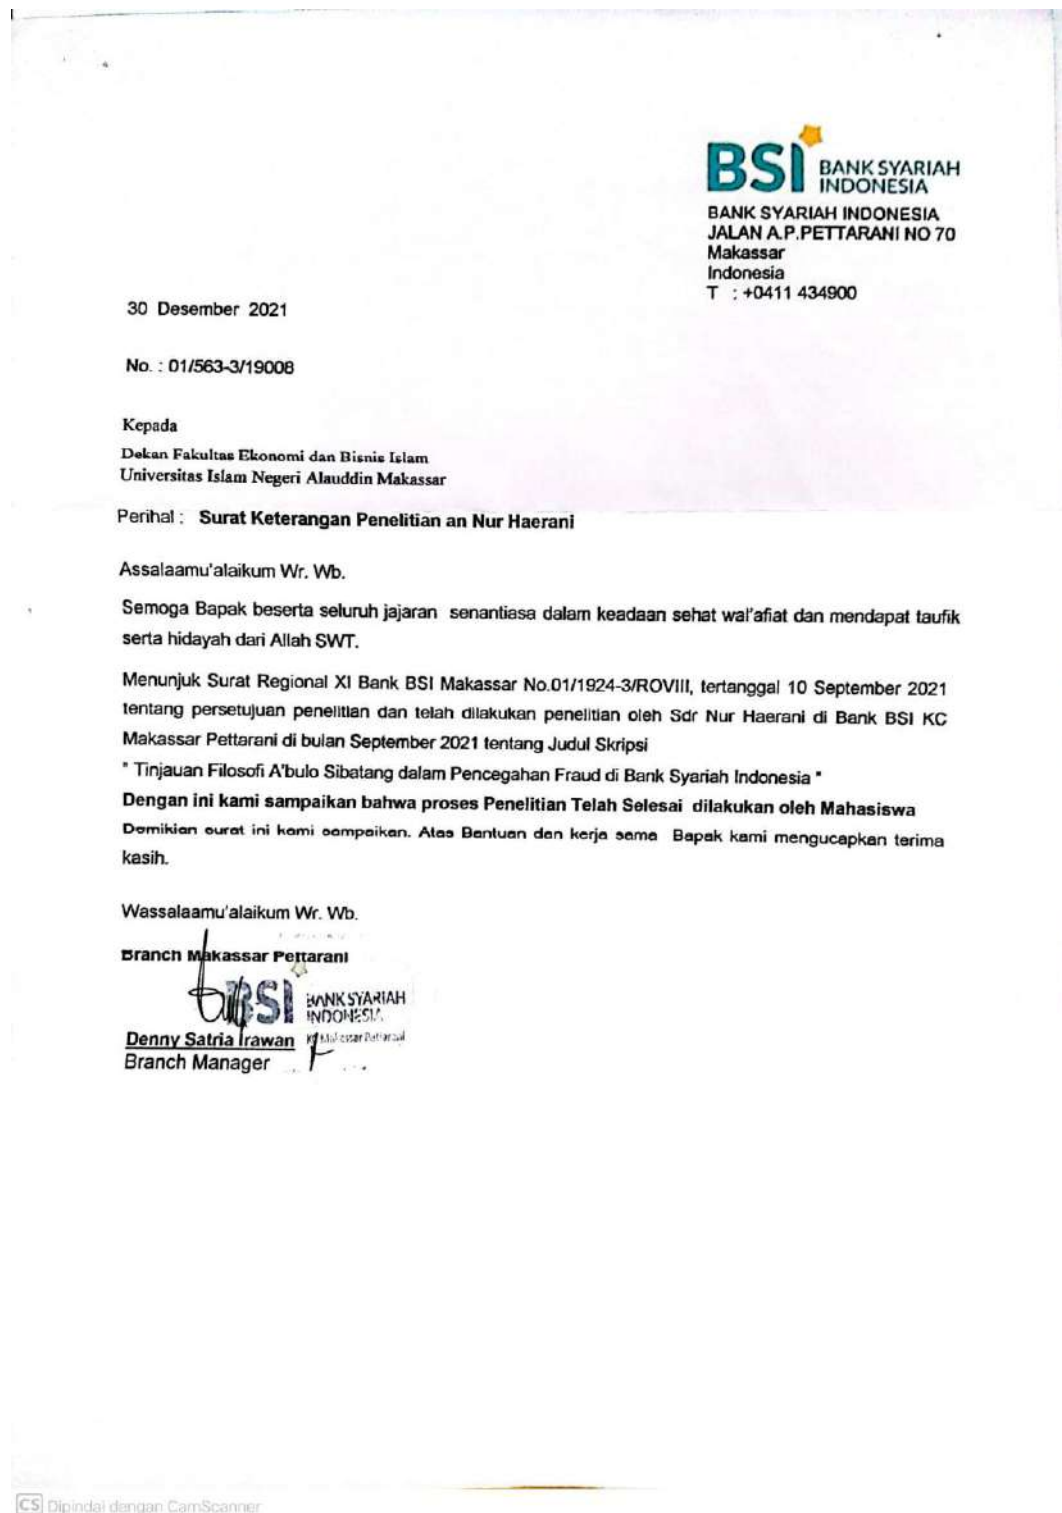 BSI BANK SYARIAH
INDONESIA
BANK SYARIAH INDONESIA
JALAN A.P.PETTARANI NO 70
Makassar
Indonesia
T : +0411 434900
30 Desember 2021
No. : 01/563-3/19008
Kepada
Dekan Fakultas Ekonomi dan Bisnis Islam
Universitas Islam Negeri Alauddin Makassar
Perihal : Surat Keterangan Penelitian an Nur Haerani
Assalaamu'alaikum Wr. Wb.
Semoga Bapak beserta seluruh jajaran senantiasa dalam keadaan sehat wal'afiat dan mendapat taufik
serta hidayah dari Allah SWT.
Menunjuk Surat Regional XI Bank BSI Makassar No.01/1924-3/ROVIII, tertanggal 10 September 2021
tentang persetujuan penelitian dan telah dilakukan penelitian oleh Sdr Nur Haerani di Bank BSI KC
Makassar Pettarani di bulan September 2021 tentang Judul Skripsi
" Tinjauan Filosofi A'bulo Sibatang dalam Pencegahan Fraud di Bank Syariah Indonesia "
Dengan ini kami sampaikan bahwa proses Penelitian Telah Selesai dilakukan oleh Mahasiswa
Demikian surat ini kami sampaikan. Atas Bantuan dan kerja sama Bapak kami mengucapkan terima
kasih.
Wassalaamu'alaikum Wr. Wb.
Branch Makassar Pettarani
BSI BANK SYARIAH
INDONESIA
KC Makassar Pettarani
Denny Satria Irawan
Branch Manager
CS Dipindai dengan CamScanner